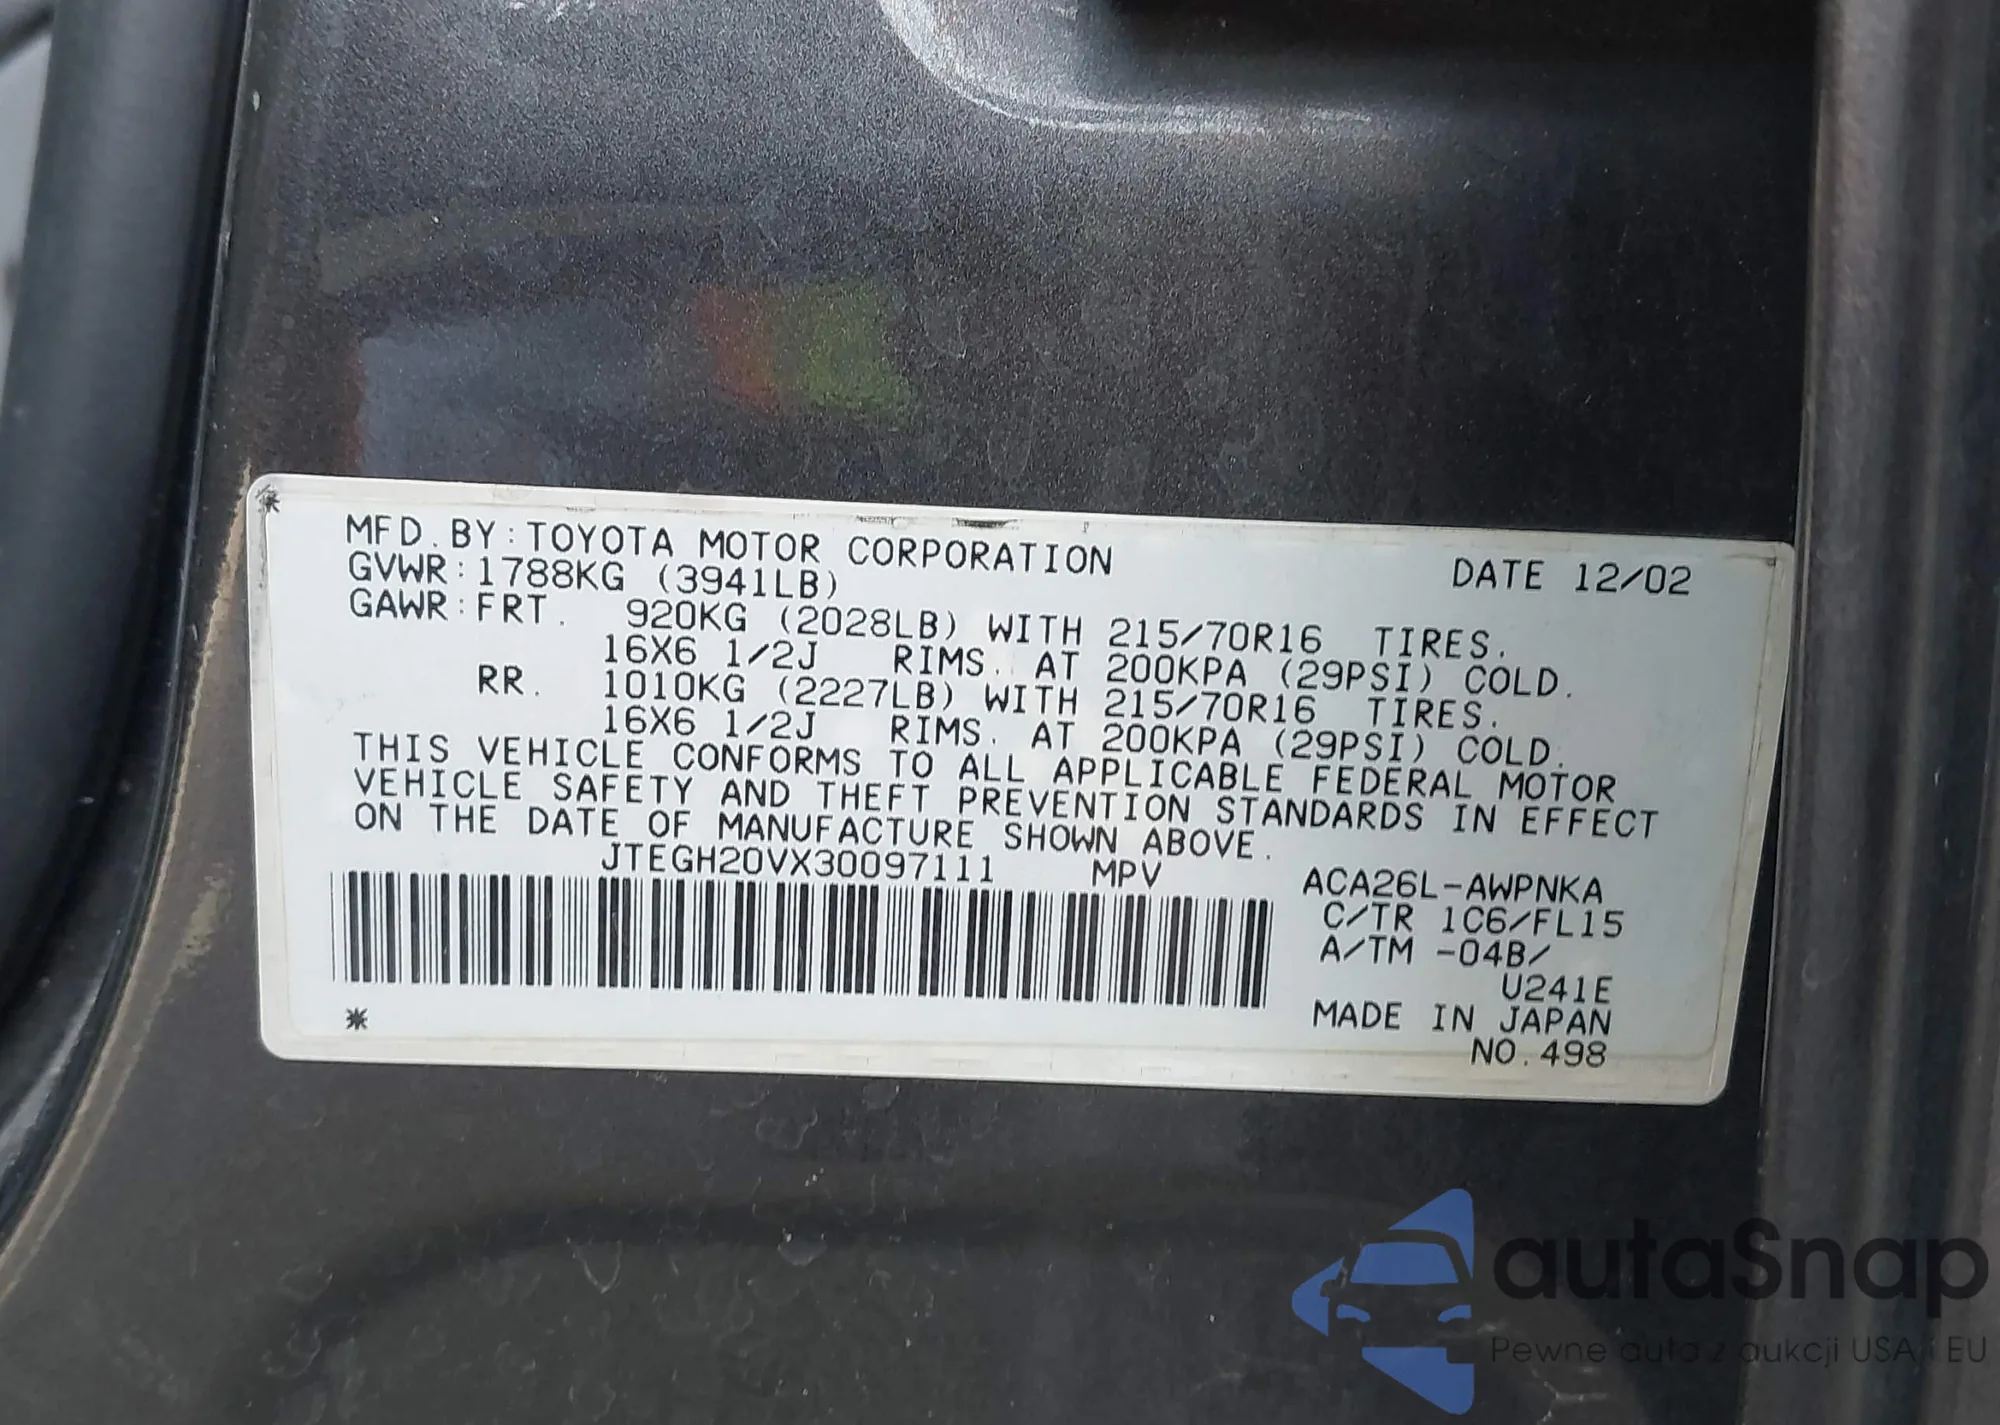 MFD.BY:TOYOTA MOTOR CORPORATION DATE 12/02
GVWR:1788KG (3941LB)
GAWR:FRT. 920KG (2028LB) WITH 215/70R16 TIRES.
16X6 1/2J RIMS. AT 200KPA (29PSI) COLD.
RR. 1010KG (2227LB) WITH 215/70R16 TIRES.
16X6 1/2J RIMS. AT 200KPA (29PSI) COLD.
THIS VEHICLE CONFORMS TO ALL APPLICABLE FEDERAL MOTOR
VEHICLE SAFETY AND THEFT PREVENTION STANDARDS IN EFFECT
ON THE DATE OF MANUFACTURE SHOWN ABOVE.
JTEGH20VX30097111 MPV
ACA26L-AWPNKA
C/TR 1C6/FL15
A/TM -04B/
U241E
MADE IN JAPAN
NO.498
autaSnap
Pewne auta z aukcji USA i EU